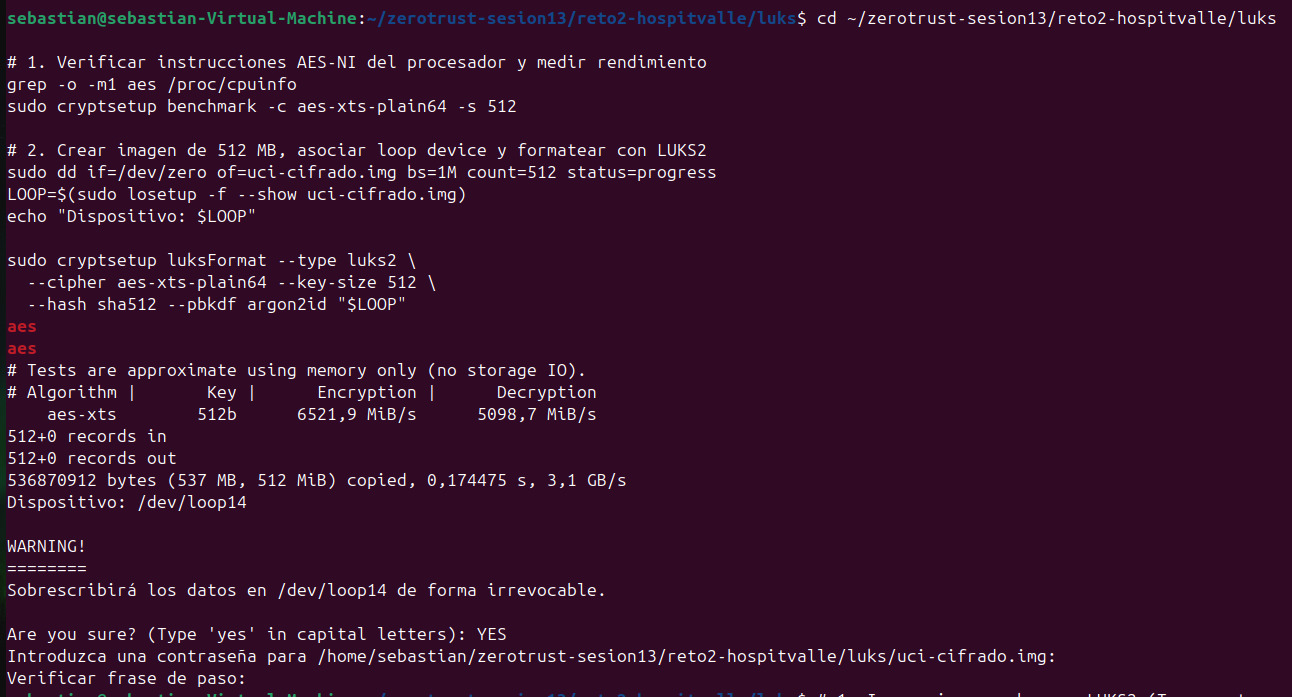 sebastian@sebastian-Virtual-Machine:~/zerotrust-sesion13/reto2-hospitvalle/luks$ cd ~/zerotrust-sesion13/reto2-hospitvalle/luks
# 1. Verificar instrucciones AES-NI del procesador y medir rendimiento
grep -o -m1 aes /proc/cpuinfo
sudo cryptsetup benchmark -c aes-xts-plain64 -s 512
# 2. Crear imagen de 512 MB, asociar loop device y formatear con LUKS2
sudo dd if=/dev/zero of=uci-cifrado.img bs=1M count=512 status=progress
LOOP=$(sudo losetup -f --show uci-cifrado.img)
echo "Dispositivo: $LOOP"
sudo cryptsetup luksFormat --type luks2 \
  --cipher aes-xts-plain64 --key-size 512 \
  --hash sha512 --pbkdf argon2id "$LOOP"
aes
aes
# Tests are approximate using memory only (no storage IO).
# Algorithm |       Key |      Encryption |      Decryption
    aes-xts        512b      6521,9 MiB/s      5098,7 MiB/s
512+0 records in
512+0 records out
536870912 bytes (537 MB, 512 MiB) copied, 0,174475 s, 3,1 GB/s
Dispositivo: /dev/loop14
WARNING!
========
Sobrescribirá los datos en /dev/loop14 de forma irrevocable.
Are you sure? (Type 'yes' in capital letters): YES
Introduzca una contraseña para /home/sebastian/zerotrust-sesion13/reto2-hospitvalle/luks/uci-cifrado.img:
Verificar frase de paso: